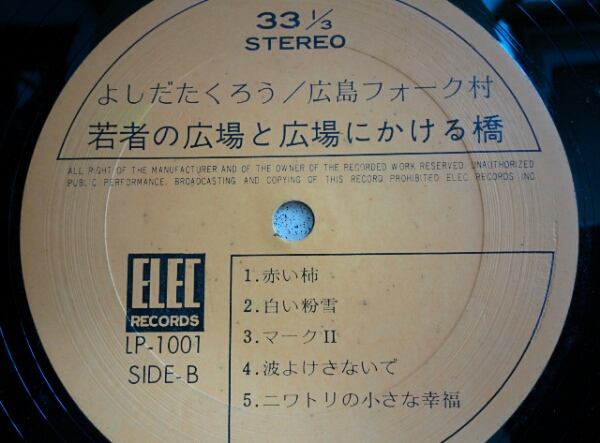 33 1/3
STEREO
よしだたくろう/広島フォーク村
若者の広場と広場にかける橋
ALL RIGHT OF THE MANUFACTURER AND OF THE OWNER OF THE RECORDED WORK RESERVED. UNAUTHORIZED
PUBLIC PERFORMANCE. BROADCASTING AND COPYING OF THIS RECORD PROHIBITED ELEC RECORDS INC
ELEC
RECORDS
LP-1001
SIDE-B
1.赤い柿
2.白い粉雪
3.マークII
4.波よけさないで
5.ニワトリの小さな幸福